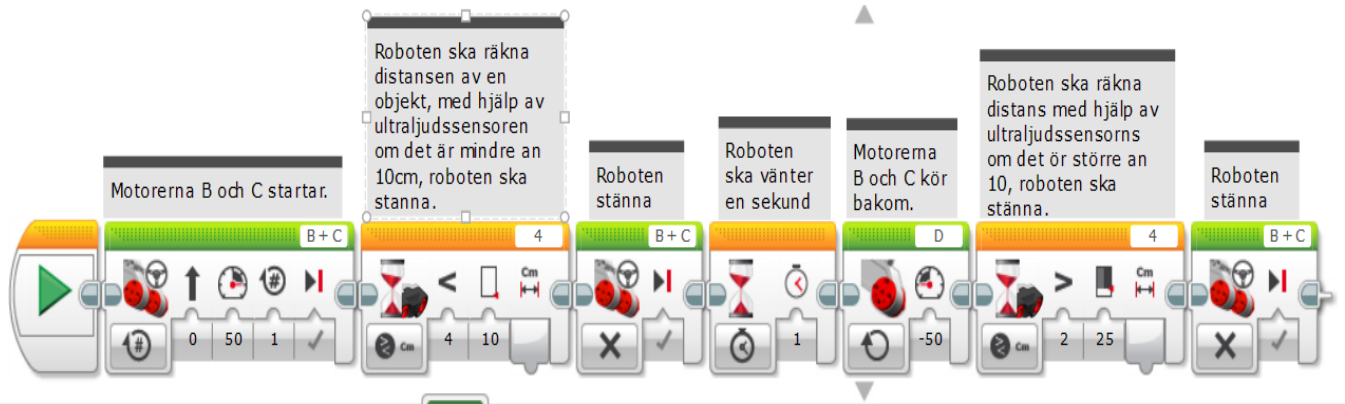 Motorerna B och C startar.
Roboten ska räkna
distansen av en
objekt, med hjälp av
ultraljudssensoren
om det är mindre an
10cm, roboten ska
stanna.
Roboten
stänna
Roboten
ska vänter
en sekund
Motorerna
B och C kör
bakom.
Roboten ska räkna
distans med hjälp av
ultraljudssensorns
om det ör större an
10, roboten ska
stänna.
Roboten
stänna
B + C
4
B + C
D
4
B + C
#
<
Cm
>
Cm
#
0
50
1
Cm
4
10
1
-50
Cm
2
25